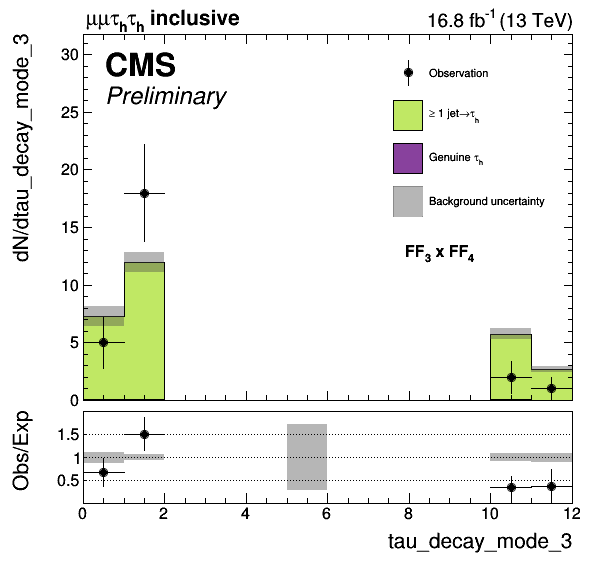 μμτhτh inclusive
16.8 fb-1 (13 TeV)
CMS
Preliminary
Observation
≥ 1 jet→τh
Genuine τh
Background uncertainty
FF3 x FF4
dN/dtau_decay_mode_3
30
25
20
15
10
5
0
Obs/Exp
1.5
1
0.5
0 2 4 6 8 10 12
tau_decay_mode_3